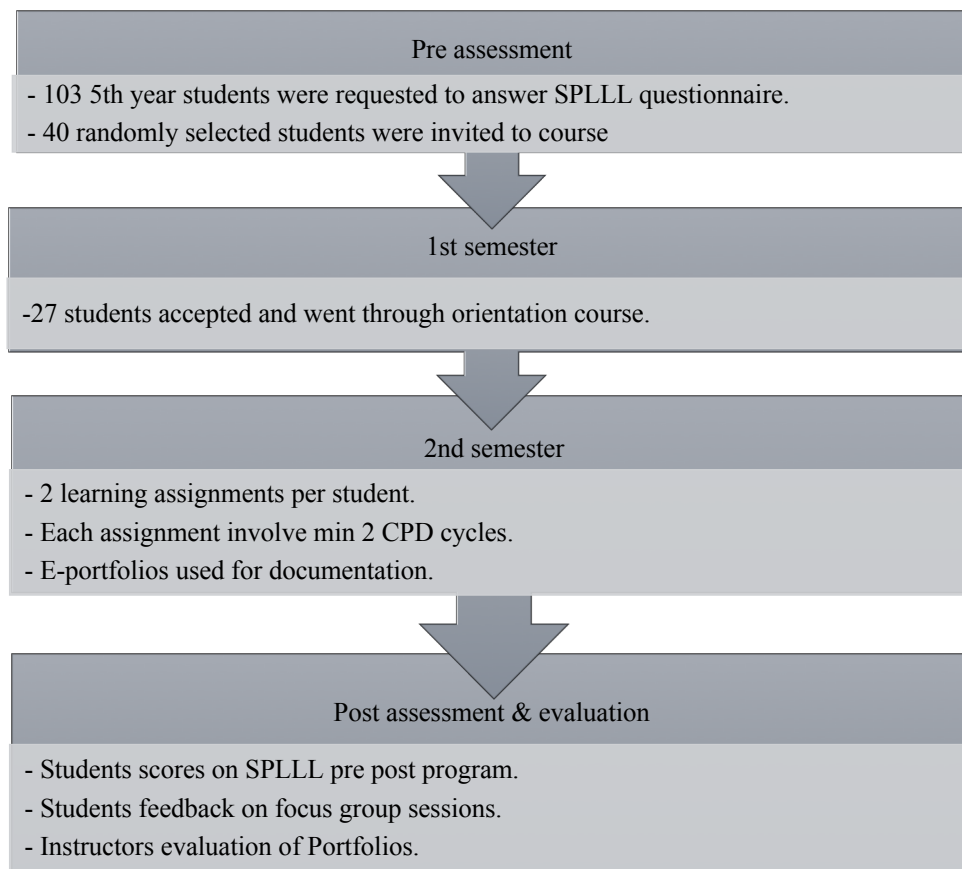 Pre assessment
- 103 5th year students were requested to answer SPLLL questionnaire.
- 40 randomly selected students were invited to course
1st semester
-27 students accepted and went through orientation course.
2nd semester
- 2 learning assignments per student.
- Each assignment involve min 2 CPD cycles.
- E-portfolios used for documentation.
Post assessment & evaluation
- Students scores on SPLLL pre post program.
- Students feedback on focus group sessions.
- Instructors evaluation of Portfolios.